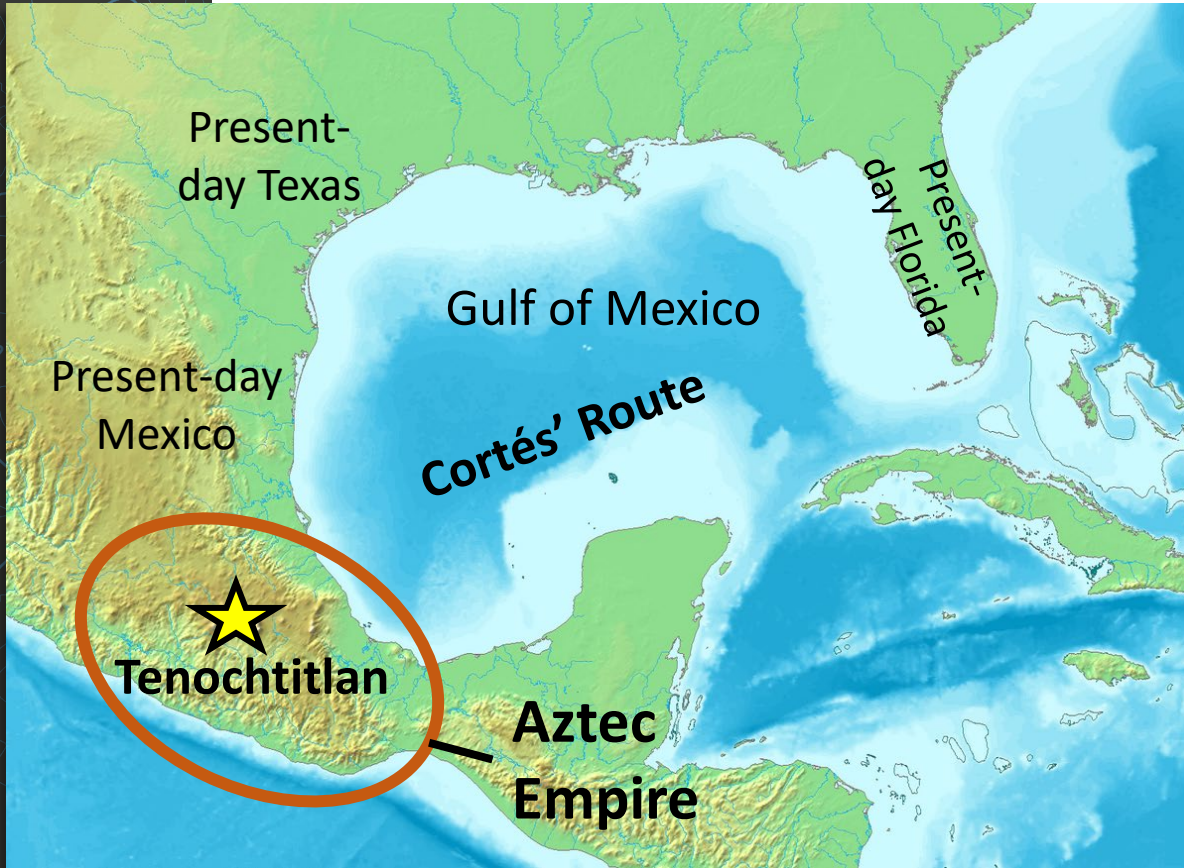 Present-
day Texas
Present-
day Florida
Gulf of Mexico
Present-day
Mexico
Cortés’ Route
Tenochtitlan
Aztec
Empire